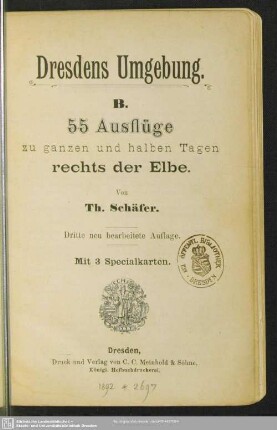 Dresdens Umgebung.
B.
55 Ausflüge
zu ganzen und halben Tagen
rechts der Elbe.
Von
Th. Schäfer.
Dritte neu bearbeitete Auflage.
Mit 3 Specialkarten.
Dresden,
Druck und Verlag von C. C. Meinhold & Söhne,
Königl. Hofbuchdruckerei.